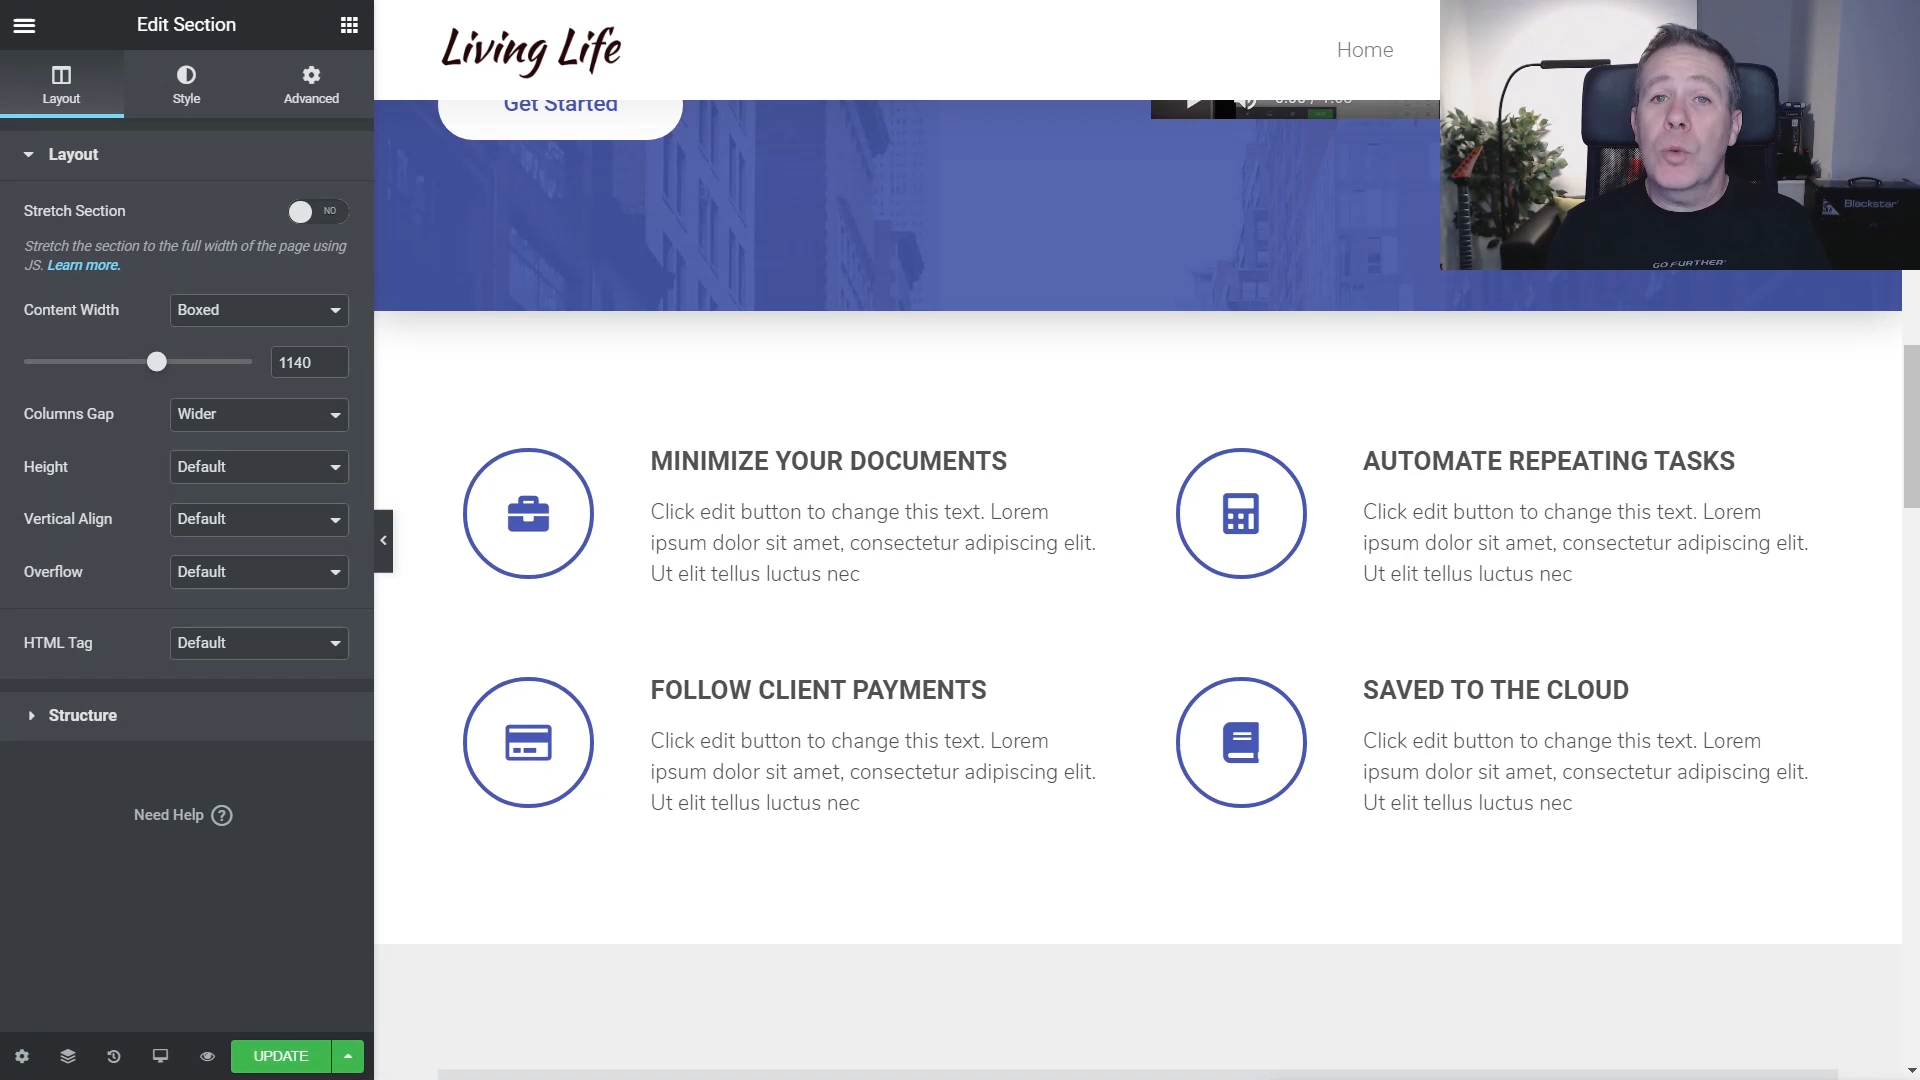 Edit Section
Layout
Style
Advanced
Layout
Stretch Section
NO
Stretch the section to the full width of the page using
JS. Learn more.
Content Width
Boxed
1140
Columns Gap
Wider
Height
Default
Vertical Align
Default
Overflow
Default
HTML Tag
Default
Structure
Need Help ?
UPDATE
Living Life
Home
Get Started
Blackstar
GO FURTHER
MINIMIZE YOUR DOCUMENTS
Click edit button to change this text. Lorem
ipsum dolor sit amet, consectetur adipiscing elit.
Ut elit tellus luctus nec
AUTOMATE REPEATING TASKS
Click edit button to change this text. Lorem
ipsum dolor sit amet, consectetur adipiscing elit.
Ut elit tellus luctus nec
FOLLOW CLIENT PAYMENTS
Click edit button to change this text. Lorem
ipsum dolor sit amet, consectetur adipiscing elit.
Ut elit tellus luctus nec
SAVED TO THE CLOUD
Click edit button to change this text. Lorem
ipsum dolor sit amet, consectetur adipiscing elit.
Ut elit tellus luctus nec